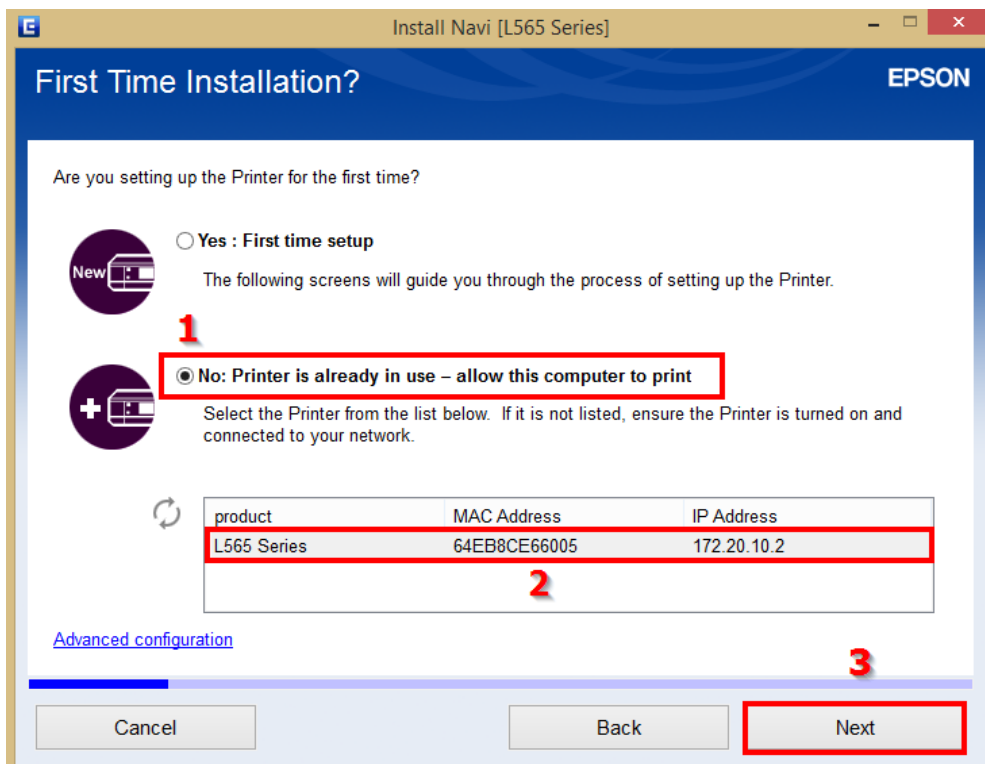 E
Install Navi [L565 Series]
First Time Installation?
EPSON
Are you setting up the Printer for the first time?
Yes : First time setup
New
The following screens will guide you through the process of setting up the Printer.
1
No: Printer is already in use – allow this computer to print
Select the Printer from the list below. If it is not listed, ensure the Printer is turned on and
connected to your network.
product MAC Address IP Address
L565 Series 64EB8CE66005 172.20.10.2
2
Advanced configuration
3
Cancel Back Next